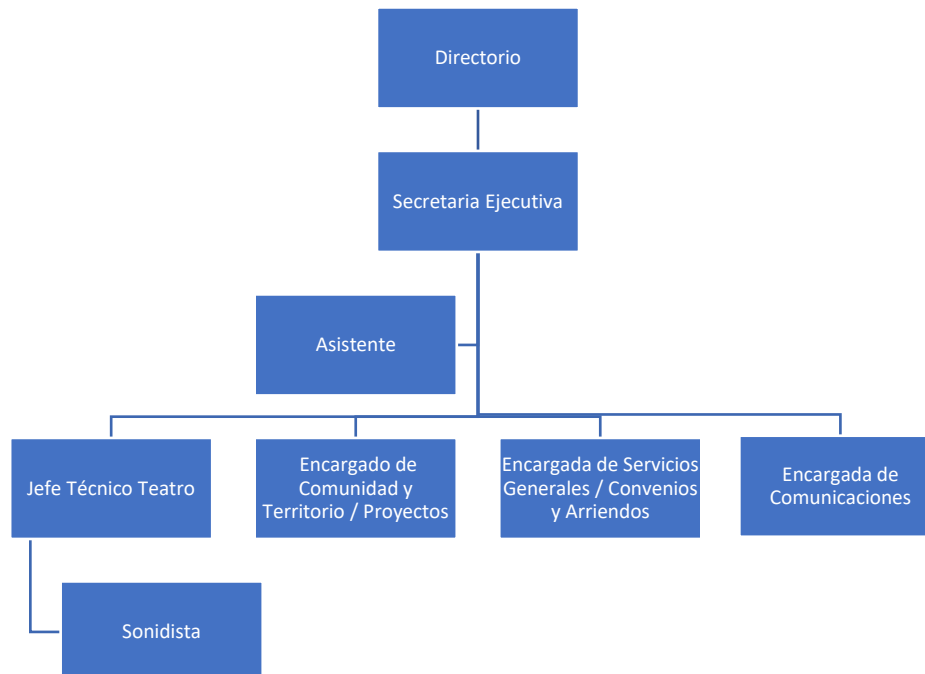 Directorio
Secretaria Ejecutiva
Asistente
Jefe Técnico Teatro
Encargado de
Comunidad y
Territorio / Proyectos
Encargada de Servicios
Generales / Convenios
y Arriendos
Encargada de
Comunicaciones
Sonidista